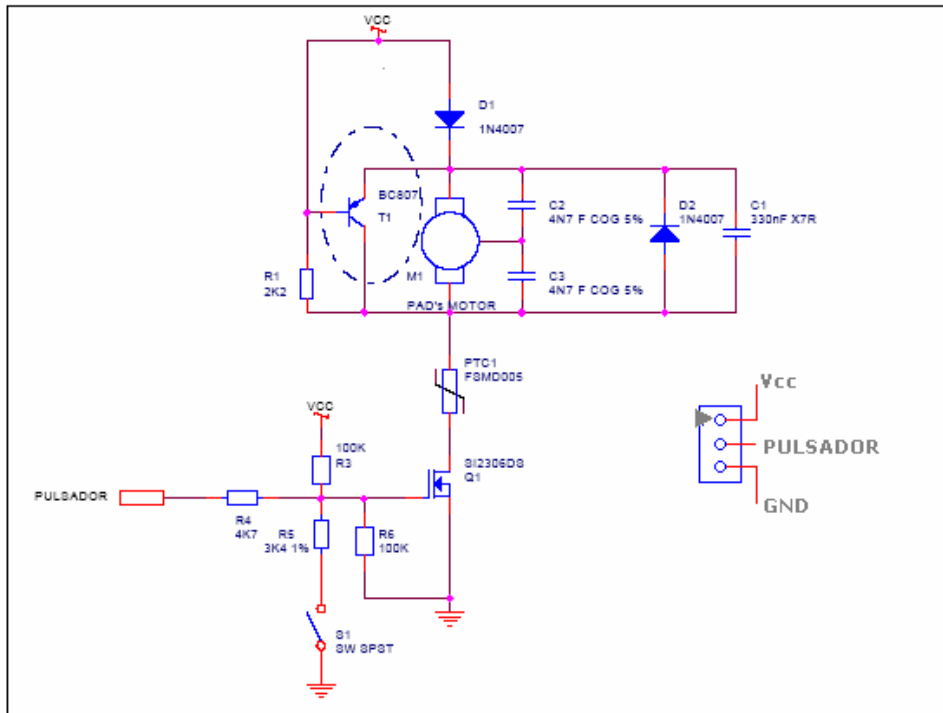 VCC
D1
1N4007
BC807
T1
C2
4N7 F COG 5%
D2
1N4007
C1
330nF X7R
R1
2K2
M1
C3
4N7 F COG 5%
PAD's MOTOR
PTC1
FSMD005
Vcc
PULSADOR
GND
VCC
100K
R3
SI2306DS
Q1
PULSADOR
R4
4K7
R5
3K4 1%
R6
100K
S1
SW SPST